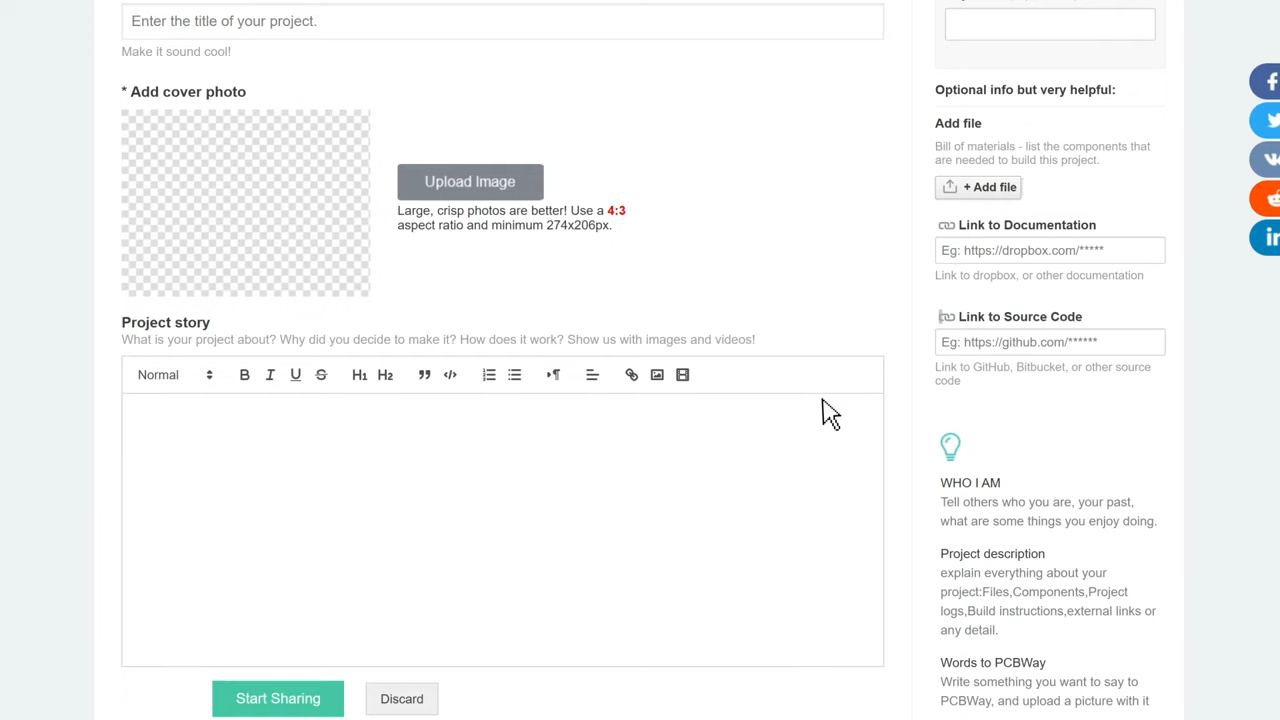 Enter the title of your project.
Make it sound cool!
* Add cover photo
Upload Image
Large, crisp photos are better! Use a 4:3
aspect ratio and minimum 274x206px.
Project story
What is your project about? Why did you decide to make it? How does it work? Show us with images and videos!
Normal
B I U S H1 H2
Start Sharing
Discard
Optional info but very helpful:
Add file
Bill of materials - list the components that
are needed to build this project.
+ Add file
Link to Documentation
Eg: https://dropbox.com/*****
Link to dropbox, or other documentation
Link to Source Code
Eg: https://github.com/******
Link to GitHub, Bitbucket, or other source
code
WHO I AM
Tell others who you are, your past,
what are some things you enjoy doing.
Project description
explain everything about your
project:Files,Components,Project
logs,Build instructions,external links or
any detail.
Words to PCBWay
Write something you want to say to
PCBWay, and upload a picture with it